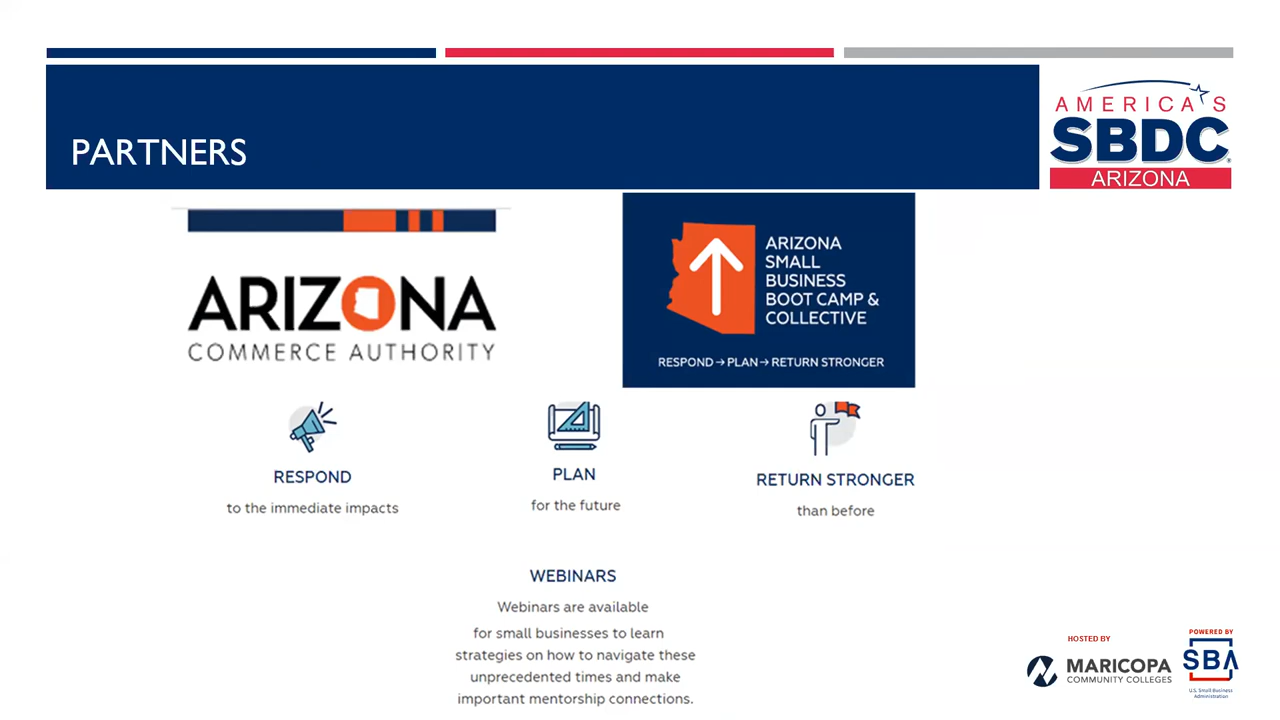 PARTNERS
AMERICA'S
SBDC
ARIZONA
ARIZONA
COMMERCE AUTHORITY
ARIZONA
SMALL
BUSINESS
BOOT CAMP &
COLLECTIVE
RESPOND → PLAN → RETURN STRONGER
RESPOND
to the immediate impacts
PLAN
for the future
RETURN STRONGER
than before
WEBINARS
Webinars are available
for small businesses to learn
strategies on how to navigate these
unprecedented times and make
important mentorship connections.
HOSTED BY
MARICOPA
COMMUNITY COLLEGES
POWERED BY
SBA
U.S. Small Business
Administration